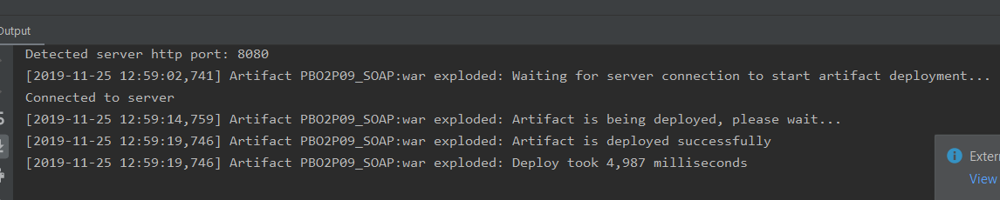 Output
Detected server http port: 8080
[2019-11-25 12:59:02,741] Artifact PBO2P09_SOAP:war exploded: Waiting for server connection to start artifact deployment...
Connected to server
[2019-11-25 12:59:14,759] Artifact PBO2P09_SOAP:war exploded: Artifact is being deployed, please wait...
[2019-11-25 12:59:19,746] Artifact PBO2P09_SOAP:war exploded: Artifact is deployed successfully
[2019-11-25 12:59:19,746] Artifact PBO2P09_SOAP:war exploded: Deploy took 4,987 milliseconds
Extern
View